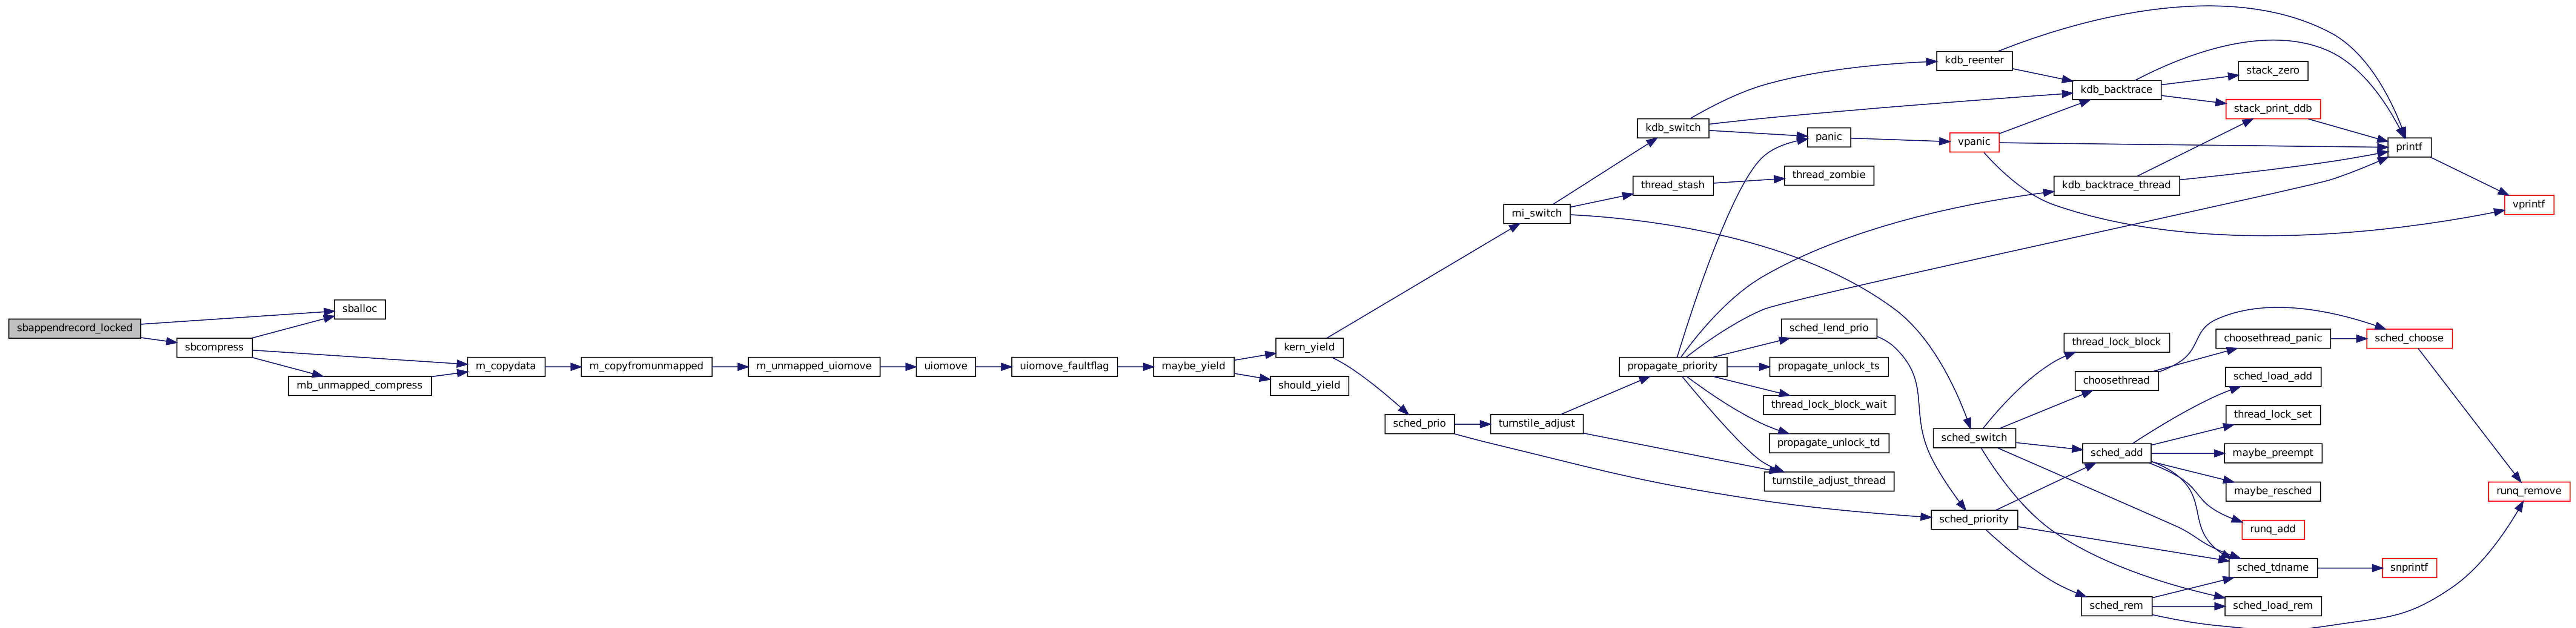 sbappendrecord_locked
sballoc
sbcompress
mb_unmapped_compress
m_copydata
m_copyfromunmapped
m_unmapped_uiomove
uiomove
uiomove_faultflag
maybe_yield
kern_yield
should_yield
sched_prio
mi_switch
turnstile_adjust
kdb_switch
thread_stash
propagate_priority
panic
thread_zombie
sched_lend_prio
propagate_unlock_ts
thread_lock_block_wait
propagate_unlock_td
turnstile_adjust_thread
kdb_reenter
vpanic
sched_switch
sched_priority
kdb_backtrace
kdb_backtrace_thread
thread_lock_block
choosethread
sched_add
sched_rem
stack_zero
stack_print_ddb
choosethread_panic
sched_load_add
thread_lock_set
maybe_preempt
maybe_resched
runq_add
sched_tdname
sched_load_rem
printf
sched_choose
snprintf
vprintf
runq_remove